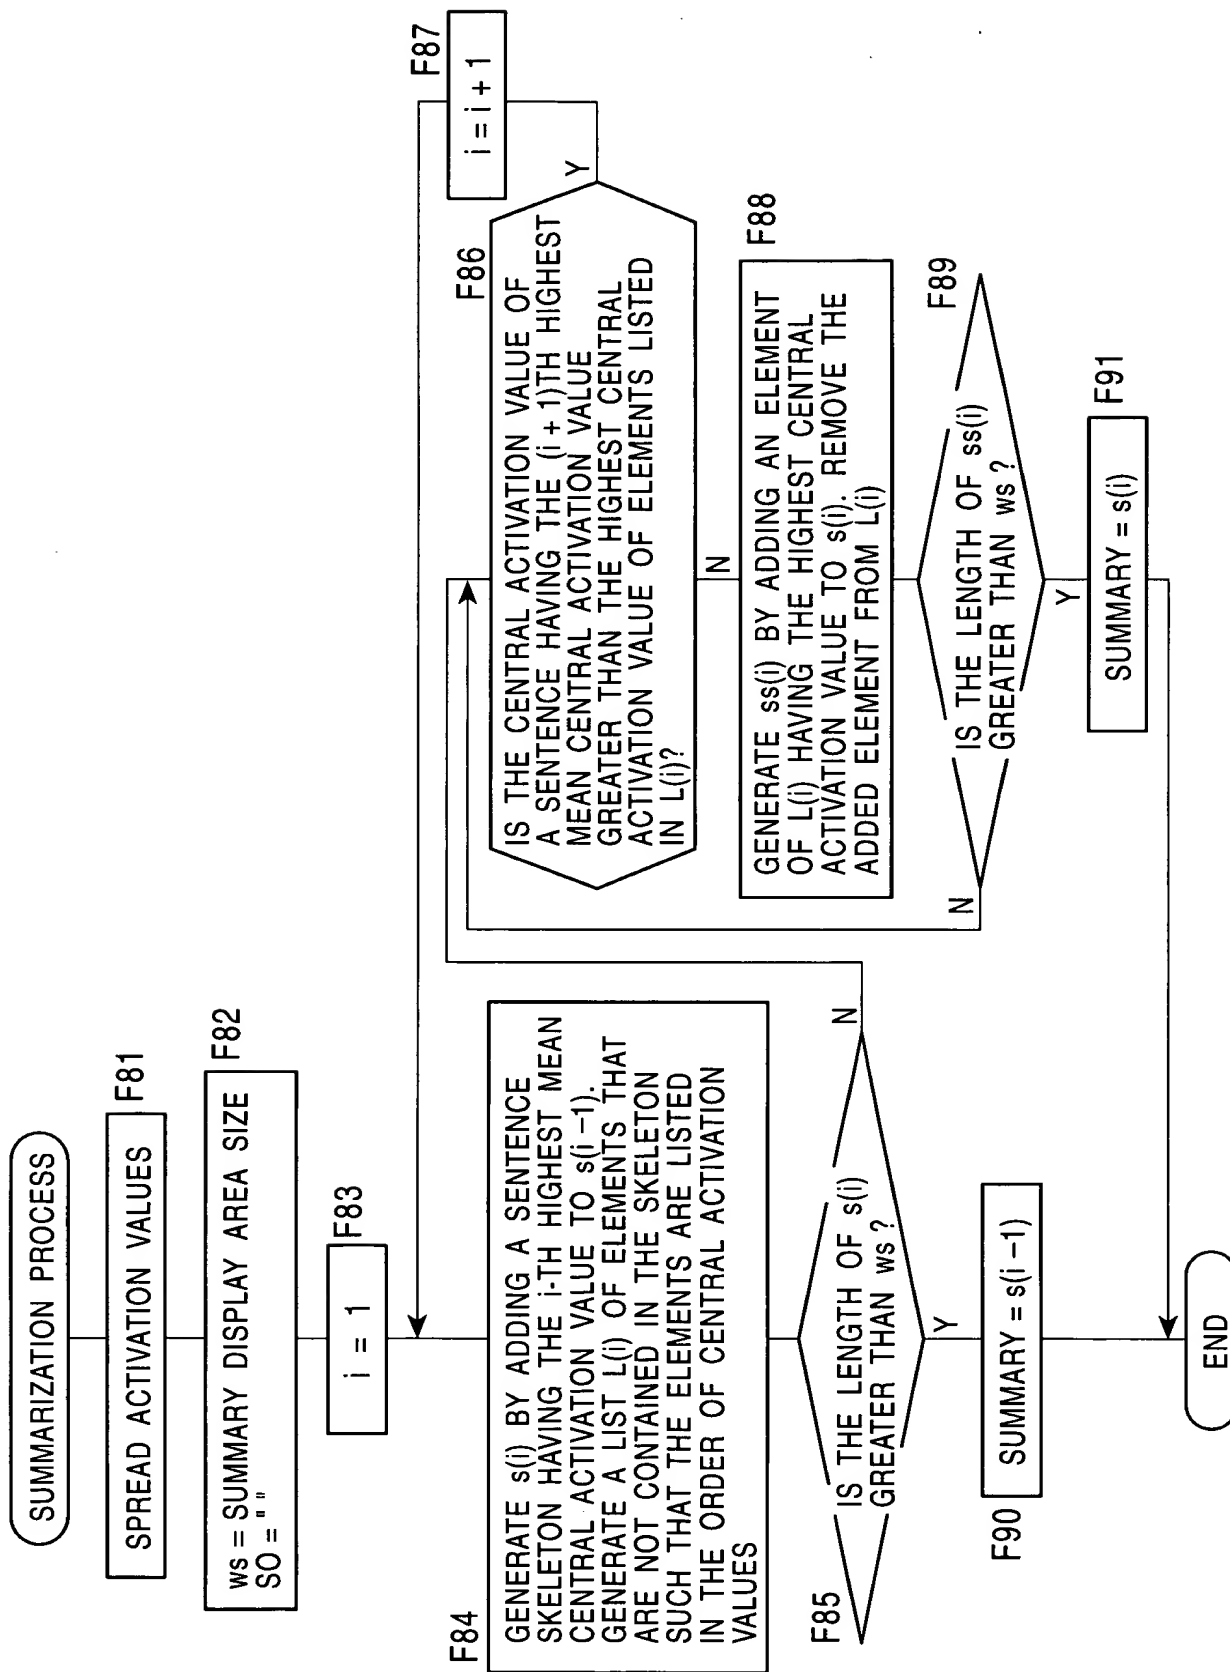 SUMMARIZATION PROCESS
SPREAD ACTIVATION VALUES
F81
ws = SUMMARY DISPLAY AREA SIZE
SO = " "
F82
i = 1
F83
F84
GENERATE s(i) BY ADDING A SENTENCE
SKELETON HAVING THE i-TH HIGHEST MEAN
CENTRAL ACTIVATION VALUE TO s(i −1).
GENERATE A LIST L(i) OF ELEMENTS THAT
ARE NOT CONTAINED IN THE SKELETON
SUCH THAT THE ELEMENTS ARE LISTED
IN THE ORDER OF CENTRAL ACTIVATION
VALUES
F85
IS THE LENGTH OF s(i)
GREATER THAN ws ?
N
Y
F90
SUMMARY = s(i −1)
END
F86
IS THE CENTRAL ACTIVATION VALUE OF
A SENTENCE HAVING THE (i + 1)TH HIGHEST
MEAN CENTRAL ACTIVATION VALUE
GREATER THAN THE HIGHEST CENTRAL
ACTIVATION VALUE OF ELEMENTS LISTED
IN L(i)?
Y
F87
i = i + 1
N
F88
GENERATE ss(i) BY ADDING AN ELEMENT
OF L(i) HAVING THE HIGHEST CENTRAL
ACTIVATION VALUE TO s(i). REMOVE THE
ADDED ELEMENT FROM L(i)
F89
IS THE LENGTH OF ss(i)
GREATER THAN ws ?
N
Y
F91
SUMMARY = s(i)